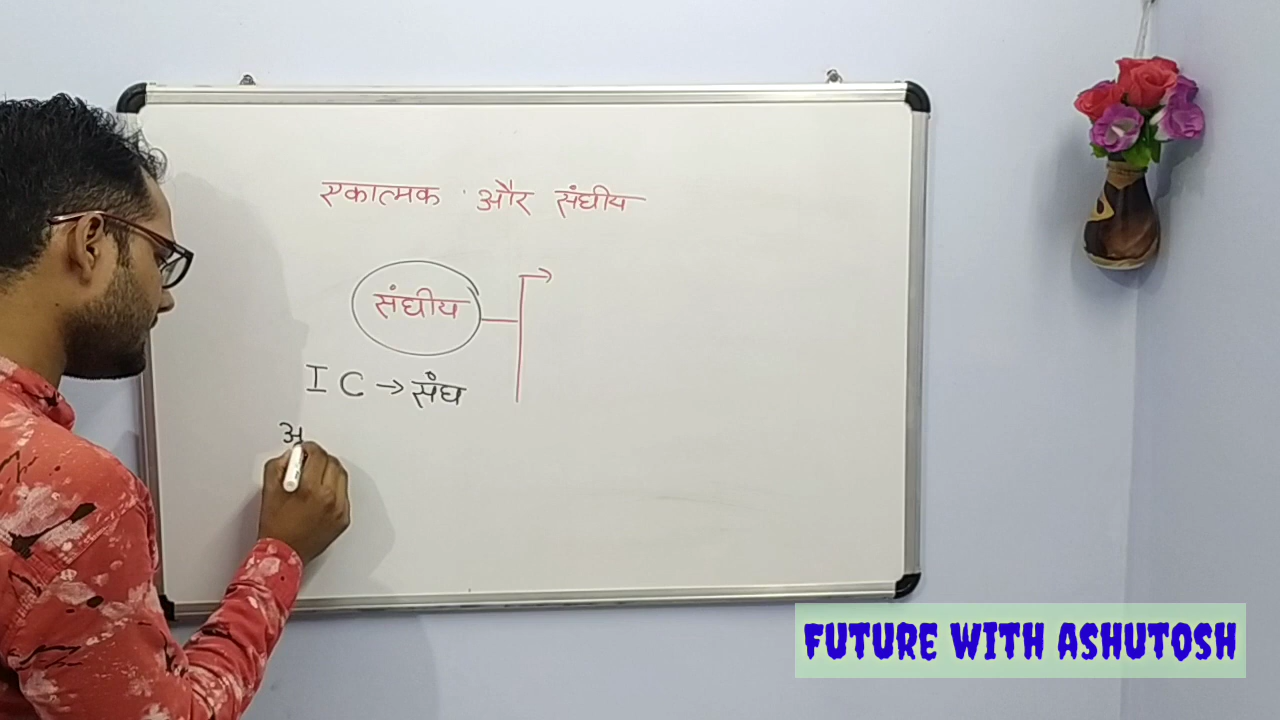 एकात्मक और संघीय
संघीय
I C → संघ
अ
FUTURE WITH ASHUTOSH